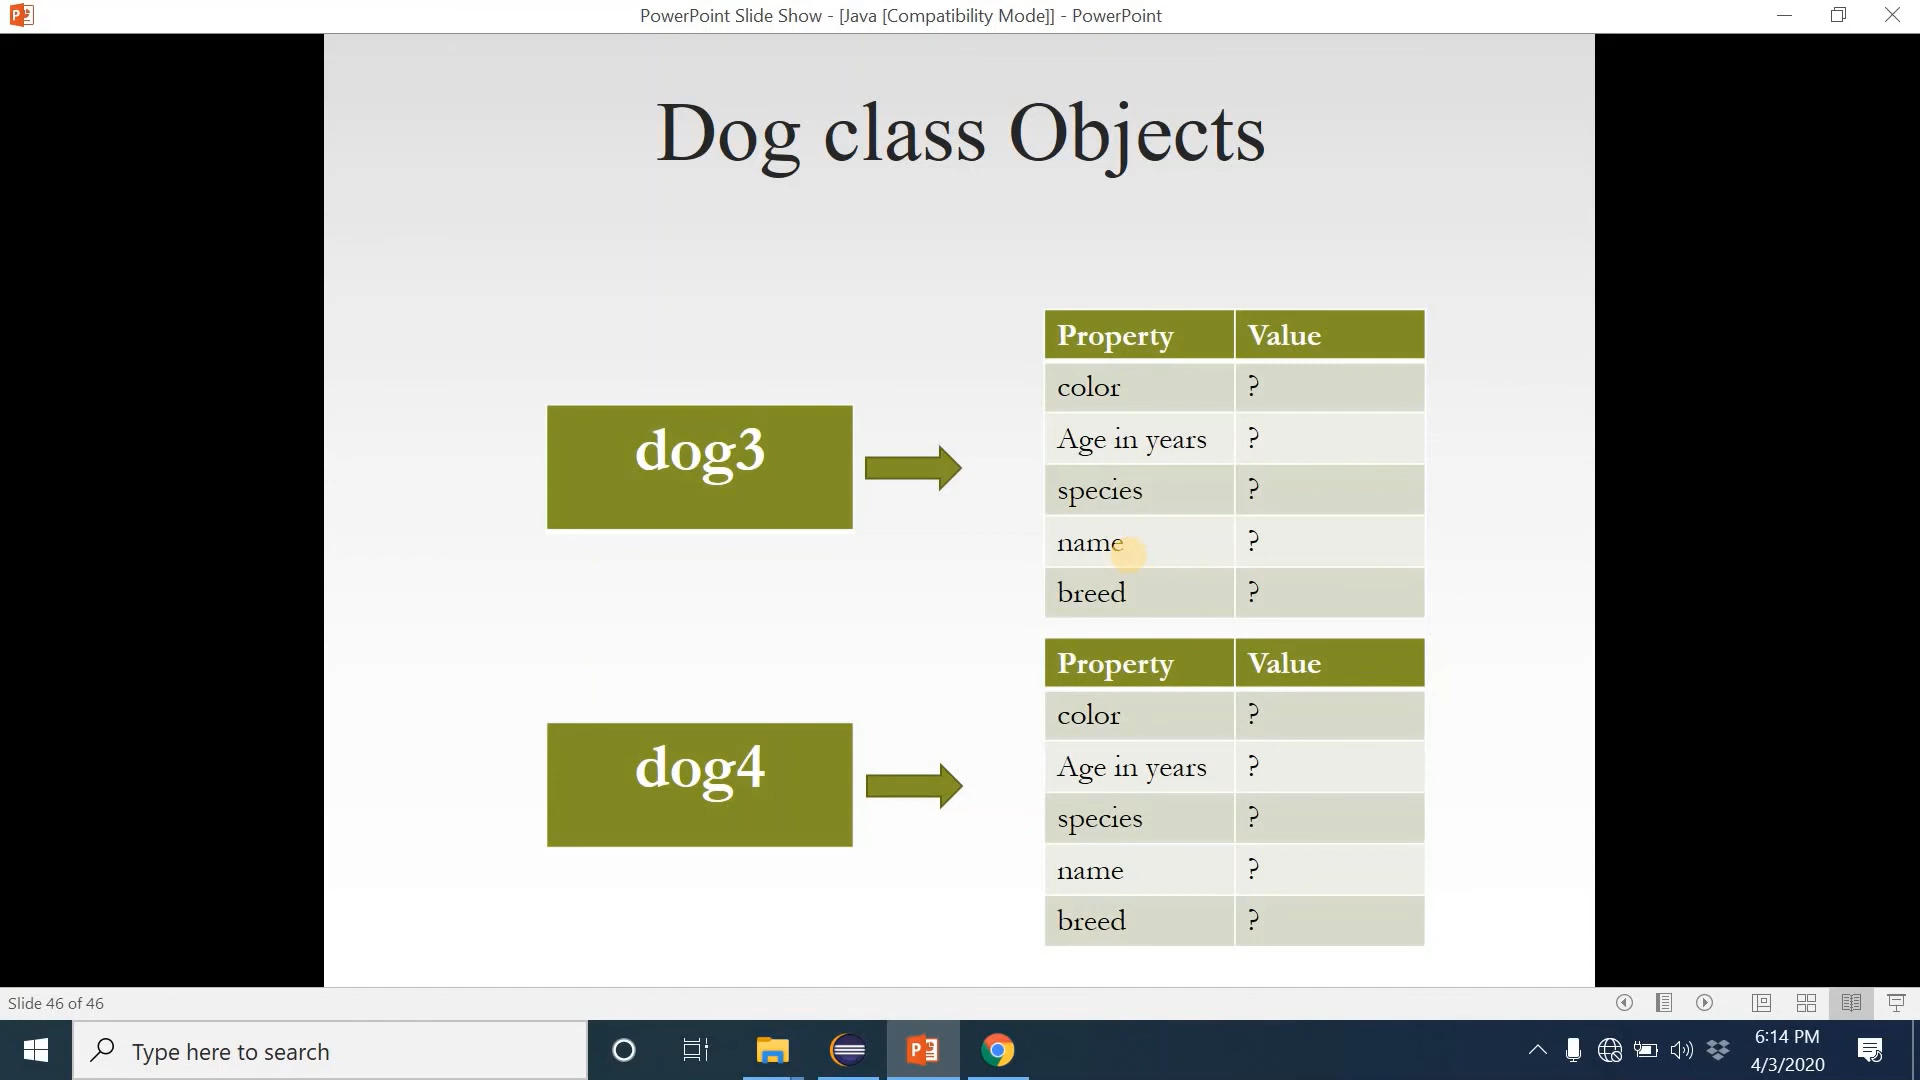 PowerPoint Slide Show - [Java [Compatibility Mode]] - PowerPoint
Dog class Objects
dog3
Property Value
color ?
Age in years ?
species ?
name ?
breed ?
dog4
Property Value
color ?
Age in years ?
species ?
name ?
breed ?
Slide 46 of 46
Type here to search
6:14 PM
4/3/2020